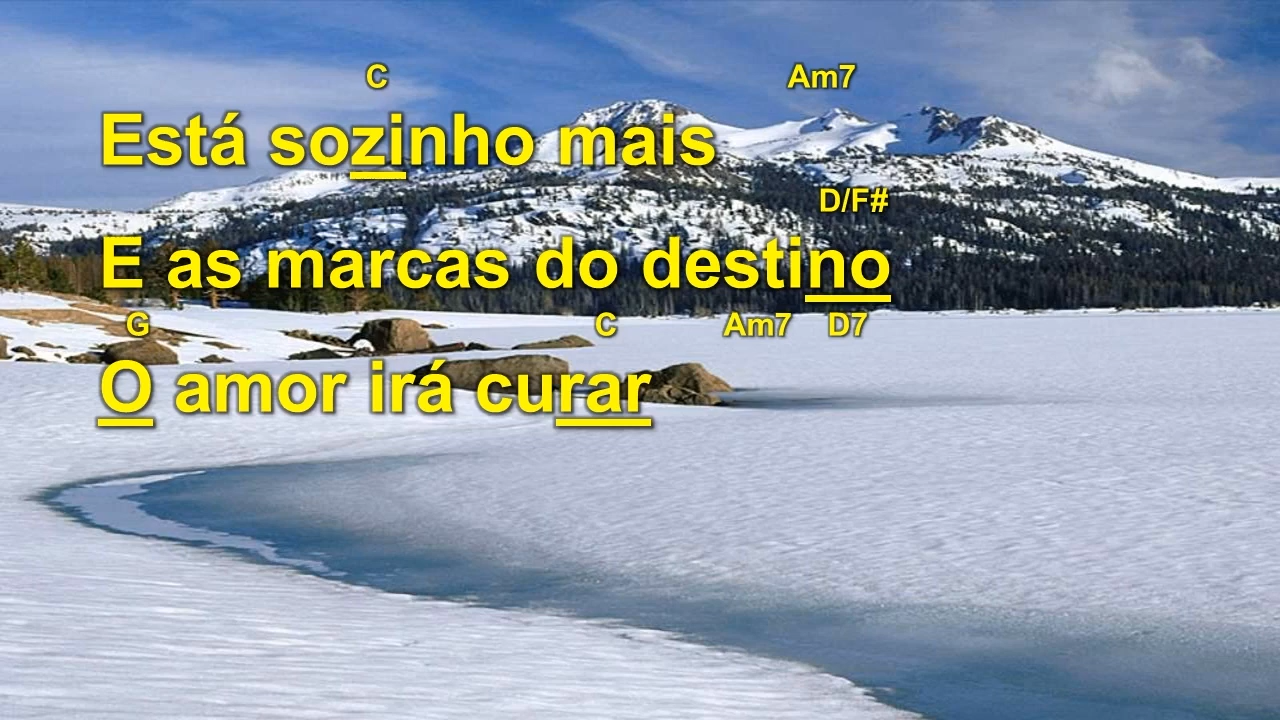 C Am7
Está sozinho mais
D/F#
E as marcas do destino
G C Am7 D7
O amor irá curar